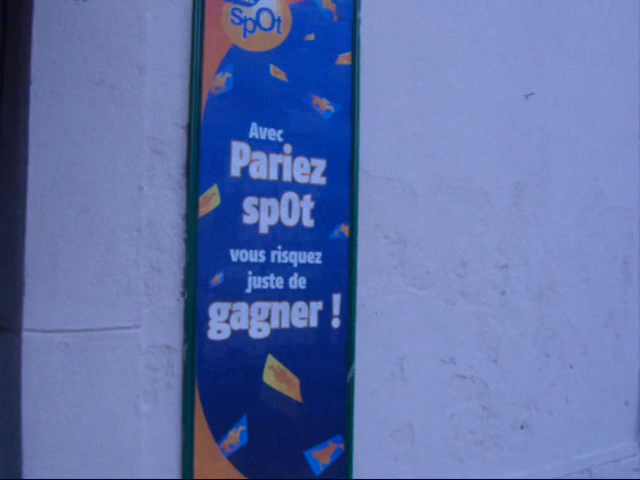 spOt
Avec
Pariez
spOt
vous risquez
juste de
gagner !